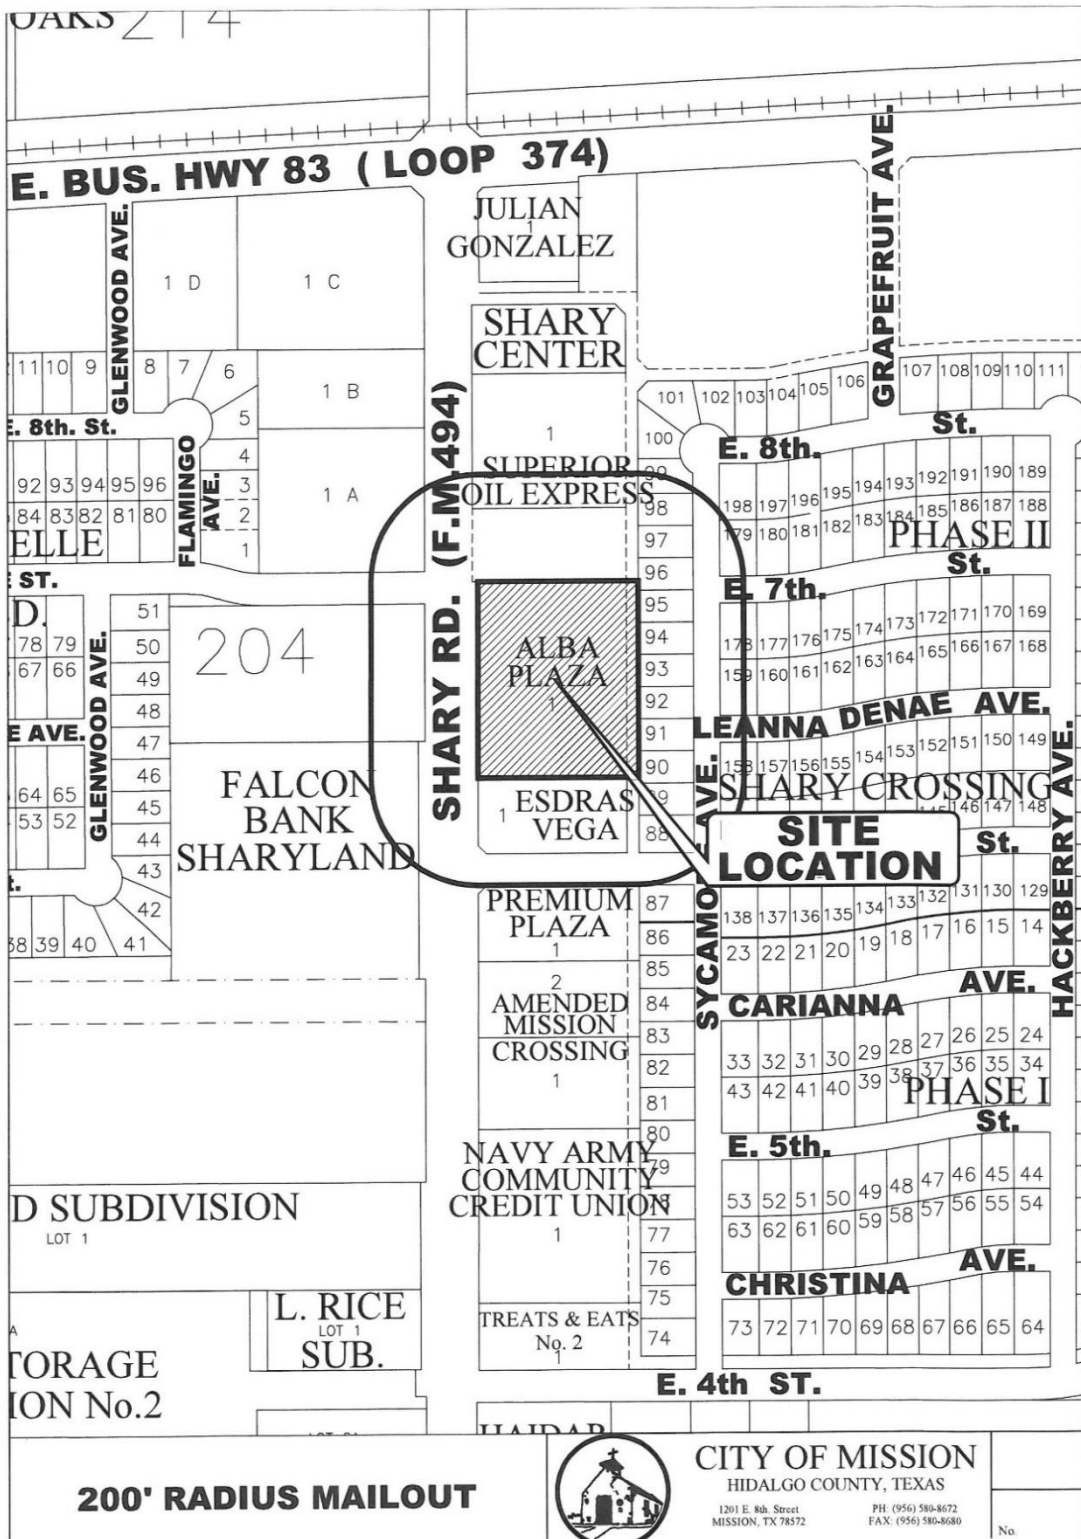 OAKS 214
E. BUS. HWY 83 ( LOOP 374)
GLENWOOD AVE.
GRAPEFRUIT AVE.
JULIAN
1
GONZALEZ
1 D
1 C
SHARY
CENTER
11 10 9
8 7 6
5
4
3
2
1
1 B
1 A
E. 8th. St.
FLAMINGO
AVE.
92 93 94 95 96
84 83 82 81 80
ELLE
ST.
D.
SHARY RD. (F.M.494)
1
SUPERIOR
OIL EXPRESS
101 102 103 104 105 106
107 108 109 110 111
100
99
98
97
96
95
94
93
92
91
90
88
E. 8th. St.
198 197 196 195 194 193 192 191 190 189
179 180 181 182 183 184 185 186 187 188
PHASE II
E. 7th. St.
178 177 176 175 174 173 172 171 170 169
159 160 161 162 163 164 165 166 167 168
LEANNA DENAE AVE.
158 157 156 155 154 153 152 151 150 149
SHARY CROSSING
146 147 148
St.
ALBA
PLAZA
1
204
51
50
49
48
47
46
45
44
43
42
41
78 79
67 66
E AVE.
64 65
53 52
GLENWOOD AVE.
38 39 40
FALCON
BANK
SHARYLAND
1
ESDRAS
VEGA
SITE
LOCATION
SYCAMO
AVE.
HACKBERRY AVE.
PREMIUM
PLAZA
1
2
AMENDED
MISSION
CROSSING
1
87
86
85
84
83
82
81
80
79
77
76
75
74
138 137 136 135 134 133 132 131 130 129
23 22 21 20 19 18 17 16 15 14
CARIANNA AVE.
33 32 31 30 29 28 27 26 25 24
43 42 41 40 39 38 37 36 35 34
PHASE I
E. 5th. St.
53 52 51 50 49 48 47 46 45 44
63 62 61 60 59 58 57 56 55 54
CHRISTINA AVE.
73 72 71 70 69 68 67 66 65 64
NAVY ARMY
COMMUNITY
CREDIT UNION
1
D SUBDIVISION
LOT 1
L. RICE
LOT 1
SUB.
TREATS & EATS
No. 2
1
TORAGE
ION No.2
E. 4th ST.
HAIDAR
200' RADIUS MAILOUT
CITY OF MISSION
HIDALGO COUNTY, TEXAS
1201 E. 8th. Street
MISSION, TX 78572
PH: (956) 580-8672
FAX: (956) 580-8680
No.